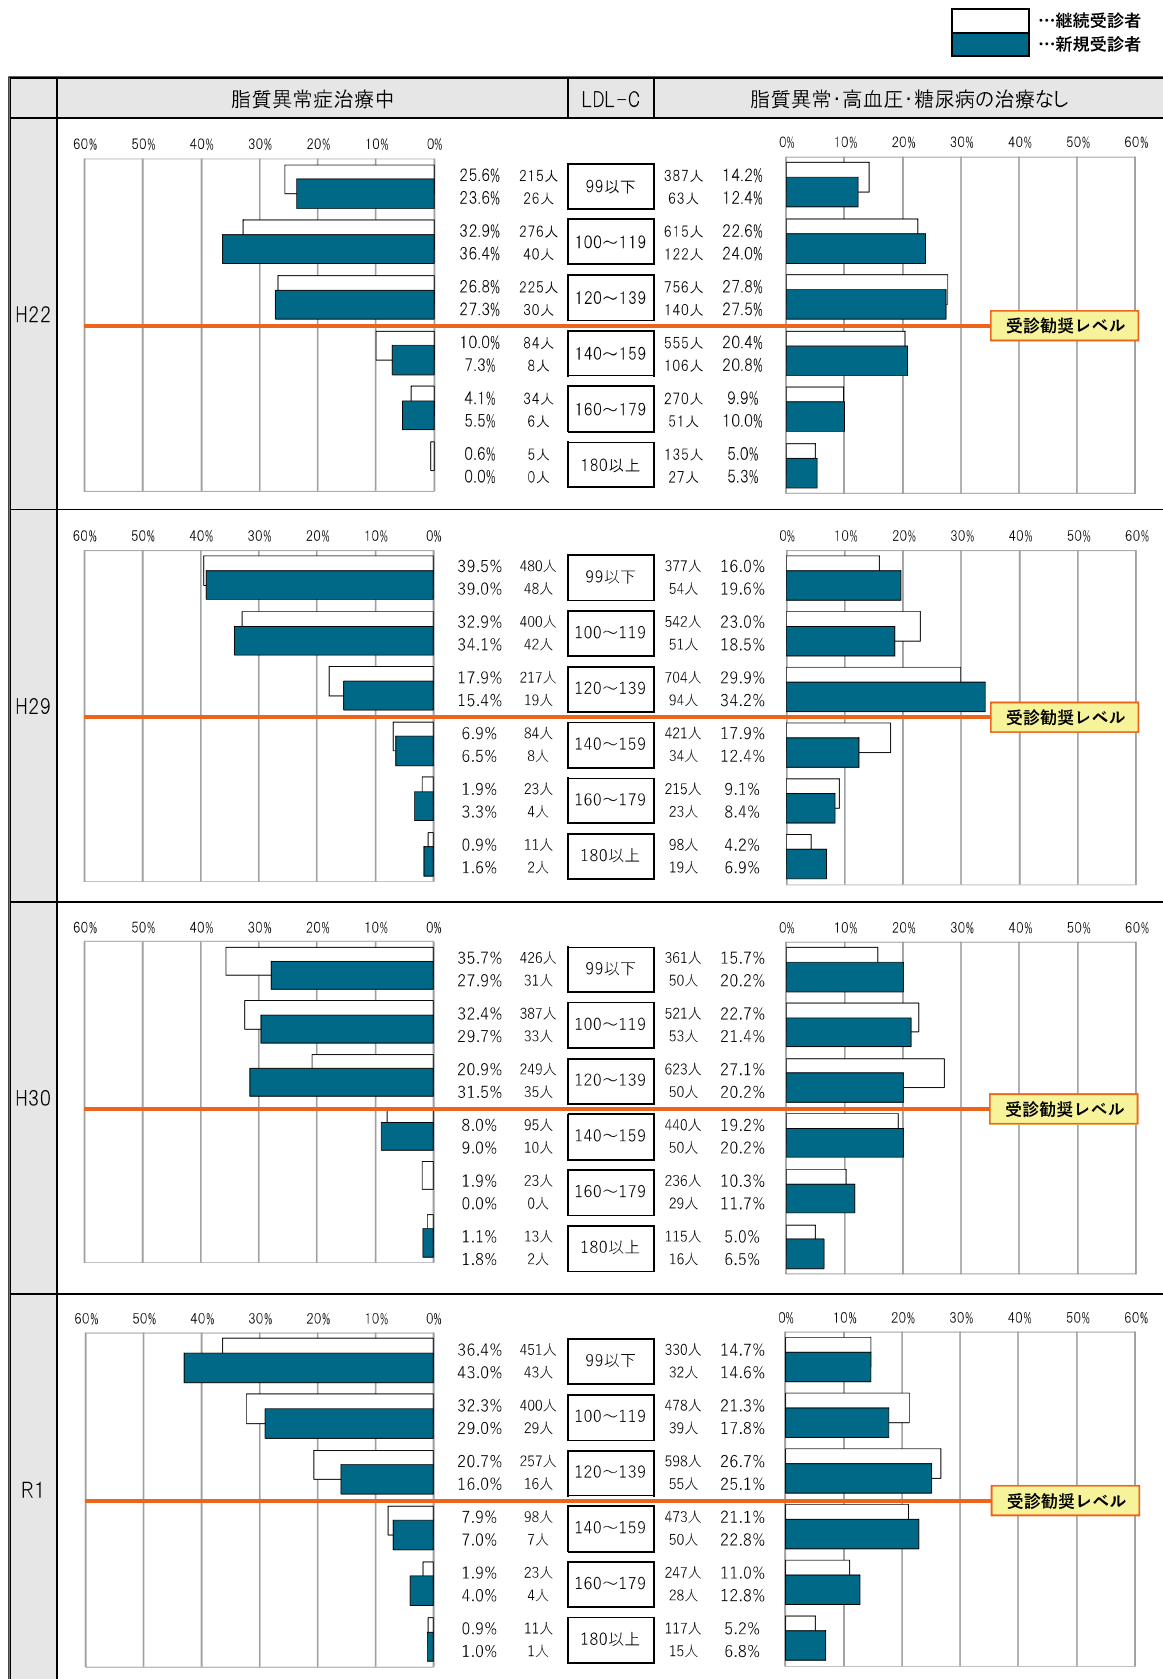 …継続受診者
…新規受診者
脂質異常症治療中 LDL-C 脂質異常・高血圧・糖尿病の治療なし
H22
60% 50% 40% 30% 20% 10% 0% 0% 10% 20% 30% 40% 50% 60%
25.6% 215人 99以下 387人 14.2%
23.6% 26人 63人 12.4%
32.9% 276人 100～119 615人 22.6%
36.4% 40人 122人 24.0%
26.8% 225人 120～139 756人 27.8%
27.3% 30人 140人 27.5%
受診勧奨レベル
10.0% 84人 140～159 555人 20.4%
7.3% 8人 106人 20.8%
4.1% 34人 160～179 270人 9.9%
5.5% 6人 51人 10.0%
0.6% 5人 180以上 135人 5.0%
0.0% 0人 27人 5.3%
H29
60% 50% 40% 30% 20% 10% 0% 0% 10% 20% 30% 40% 50% 60%
39.5% 480人 99以下 377人 16.0%
39.0% 48人 54人 19.6%
32.9% 400人 100～119 542人 23.0%
34.1% 42人 51人 18.5%
17.9% 217人 120～139 704人 29.9%
15.4% 19人 94人 34.2%
受診勧奨レベル
6.9% 84人 140～159 421人 17.9%
6.5% 8人 34人 12.4%
1.9% 23人 160～179 215人 9.1%
3.3% 4人 23人 8.4%
0.9% 11人 180以上 98人 4.2%
1.6% 2人 19人 6.9%
H30
60% 50% 40% 30% 20% 10% 0% 0% 10% 20% 30% 40% 50% 60%
35.7% 426人 99以下 361人 15.7%
27.9% 31人 50人 20.2%
32.4% 387人 100～119 521人 22.7%
29.7% 33人 53人 21.4%
20.9% 249人 120～139 623人 27.1%
31.5% 35人 50人 20.2%
受診勧奨レベル
8.0% 95人 140～159 440人 19.2%
9.0% 10人 50人 20.2%
1.9% 23人 160～179 236人 10.3%
0.0% 0人 29人 11.7%
1.1% 13人 180以上 115人 5.0%
1.8% 2人 16人 6.5%
R1
60% 50% 40% 30% 20% 10% 0% 0% 10% 20% 30% 40% 50% 60%
36.4% 451人 99以下 330人 14.7%
43.0% 43人 32人 14.6%
32.3% 400人 100～119 478人 21.3%
29.0% 29人 39人 17.8%
20.7% 257人 120～139 598人 26.7%
16.0% 16人 55人 25.1%
受診勧奨レベル
7.9% 98人 140～159 473人 21.1%
7.0% 7人 50人 22.8%
1.9% 23人 160～179 247人 11.0%
4.0% 4人 28人 12.8%
0.9% 11人 180以上 117人 5.2%
1.0% 1人 15人 6.8%